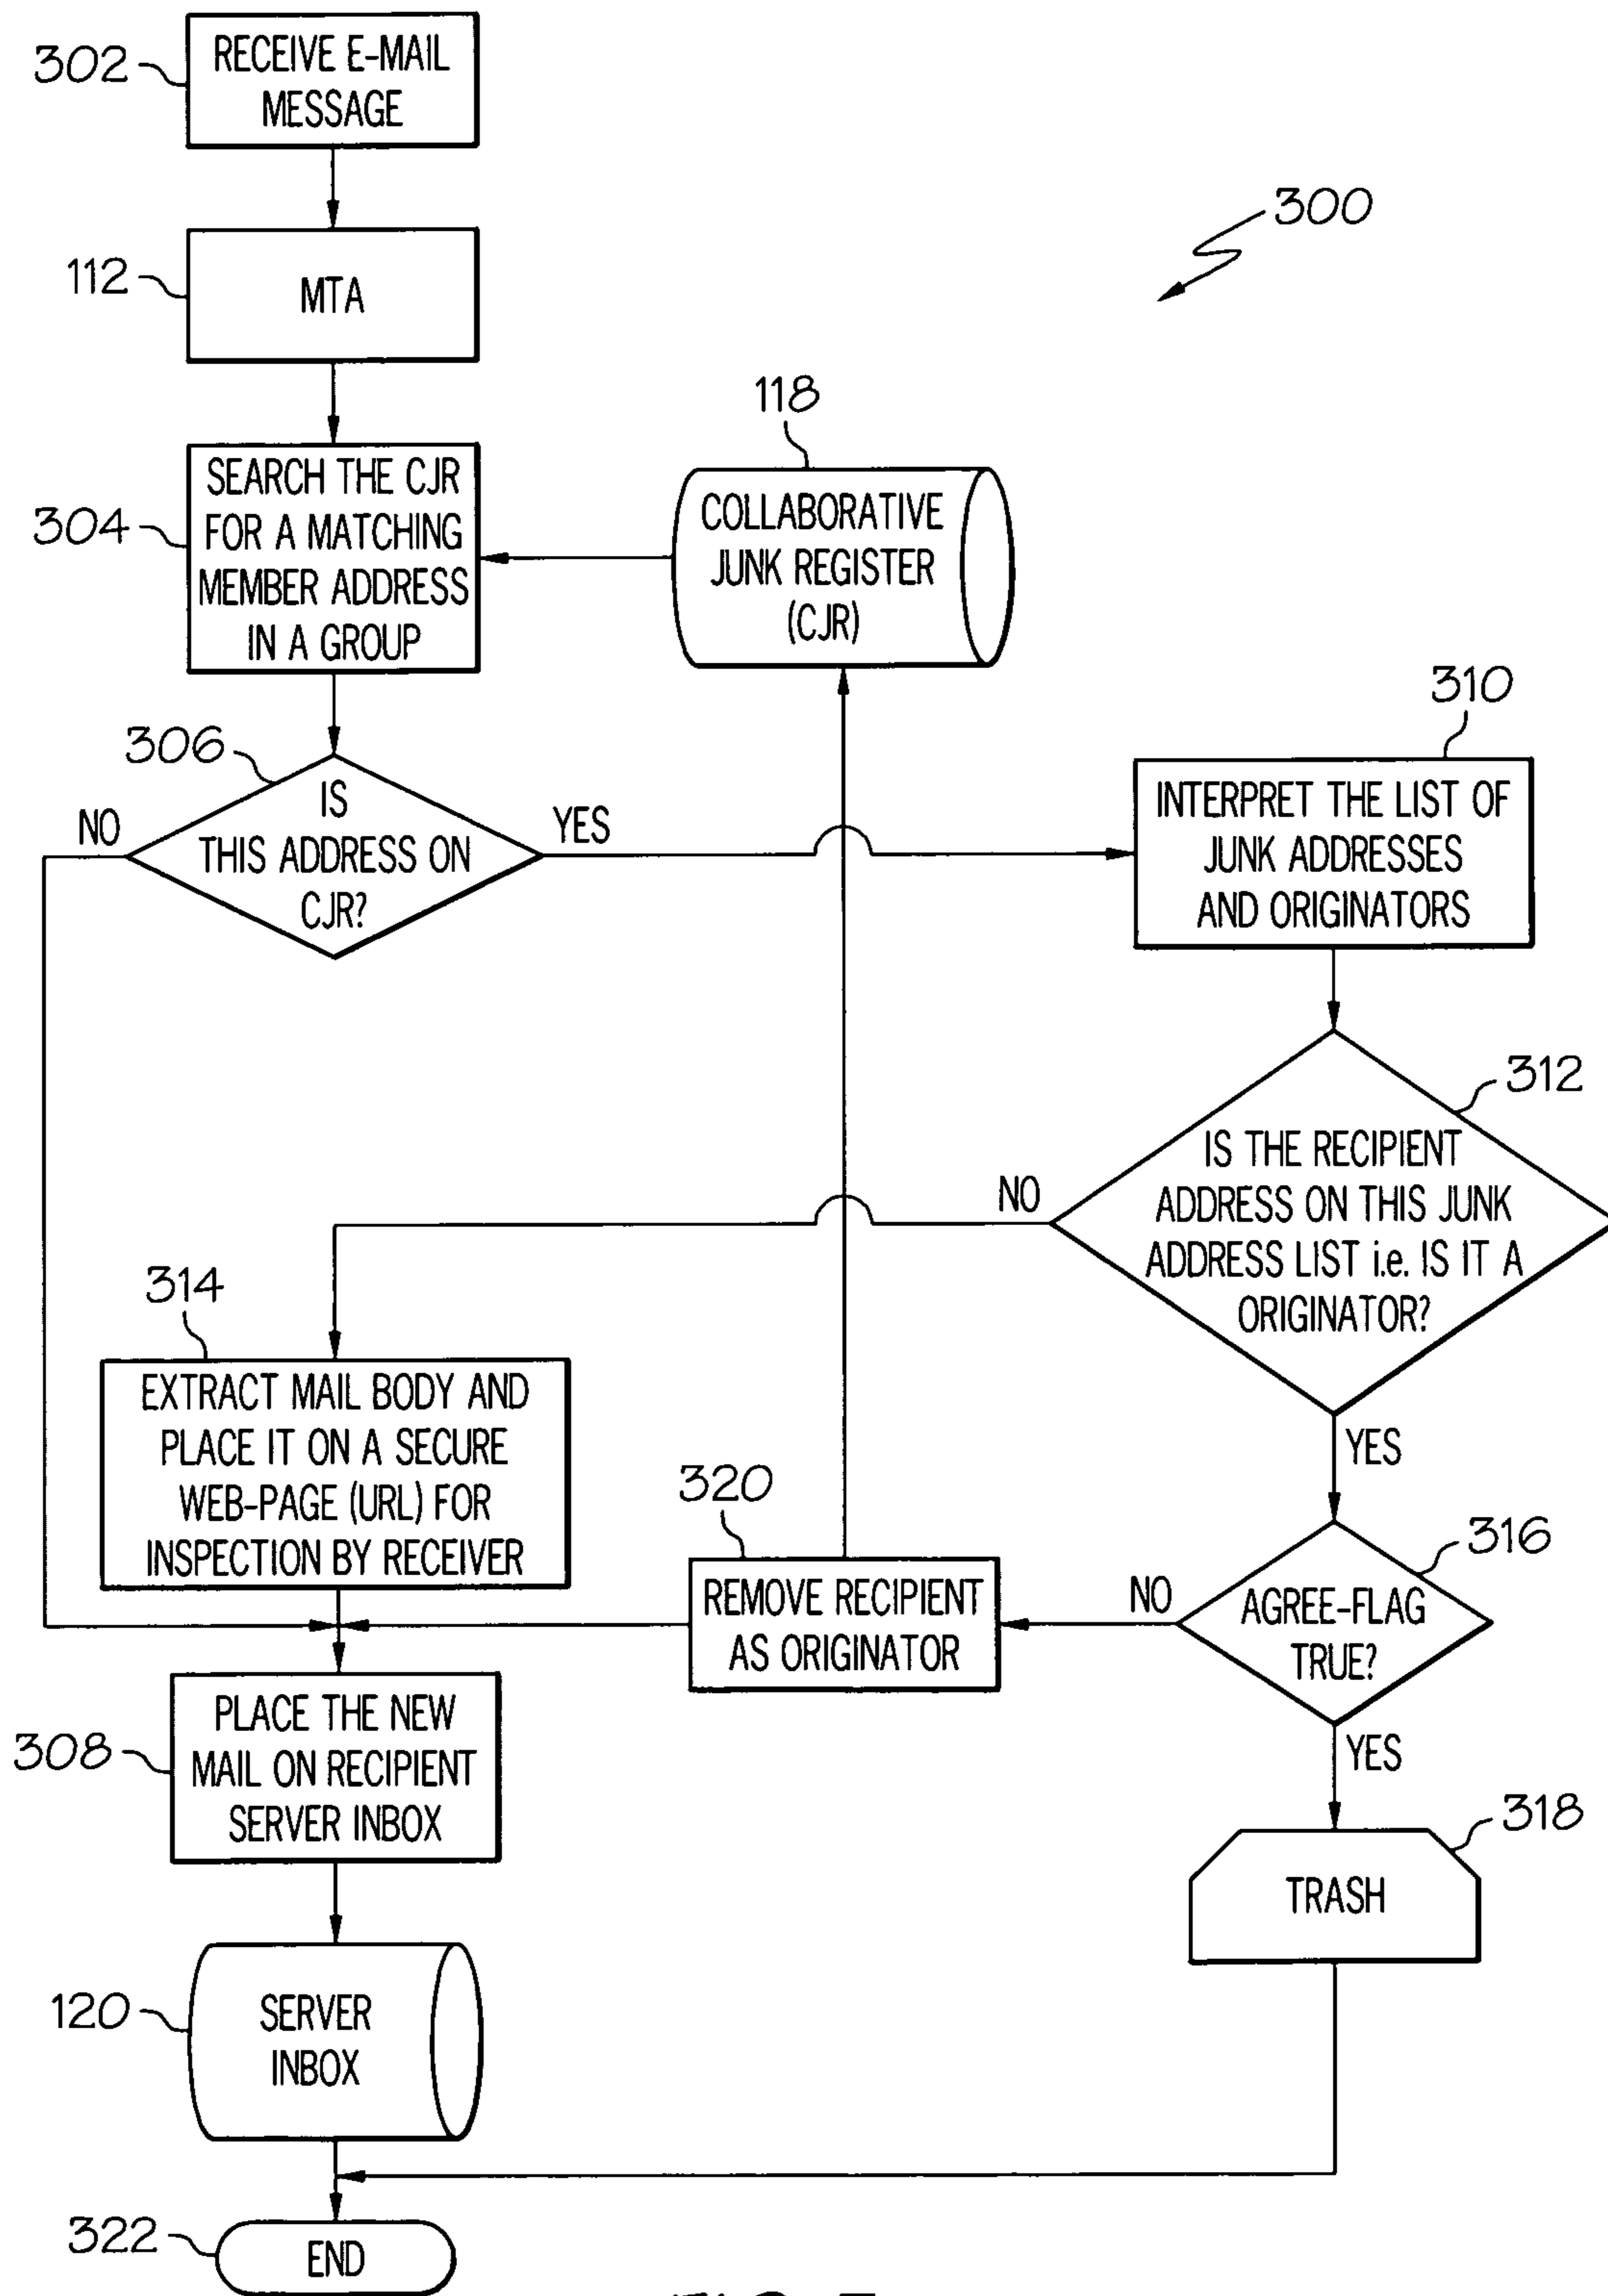 302
RECEIVE E-MAIL
MESSAGE
300
112
MTA
118
304
SEARCH THE CJR
FOR A MATCHING
MEMBER ADDRESS
IN A GROUP
COLLABORATIVE
JUNK REGISTER
(CJR)
310
306
IS
THIS ADDRESS ON
CJR?
NO
YES
INTERPRET THE LIST OF
JUNK ADDRESSES
AND ORIGINATORS
312
IS THE RECIPIENT
ADDRESS ON THIS JUNK
ADDRESS LIST i.e. IS IT A
ORIGINATOR?
NO
YES
314
EXTRACT MAIL BODY AND
PLACE IT ON A SECURE
WEB-PAGE (URL) FOR
INSPECTION BY RECEIVER
320
REMOVE RECIPIENT
AS ORIGINATOR
NO
316
AGREE-FLAG
TRUE?
YES
308
PLACE THE NEW
MAIL ON RECIPIENT
SERVER INBOX
318
TRASH
120
SERVER
INBOX
322
END